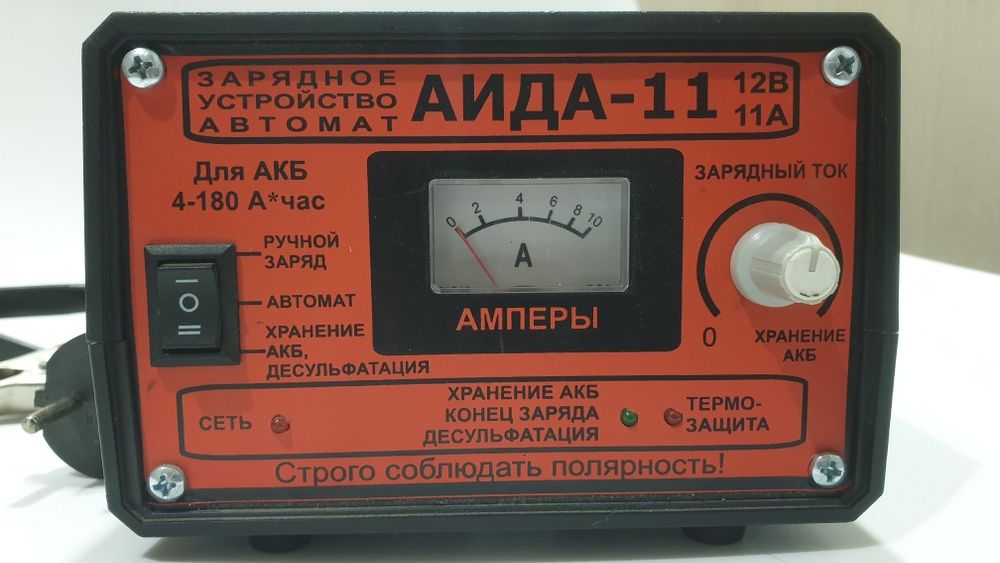 ЗАРЯДНОЕ
УСТРОЙСТВО
АВТОМАТ
АИДА-11
12В
11А
Для АКБ
4-180 А*час
РУЧНОЙ
ЗАРЯД
АВТОМАТ
ХРАНЕНИЕ
АКБ,
ДЕСУЛЬФАТАЦИЯ
I
O
II
0 2 4 6 8 10
А
АМПЕРЫ
ЗАРЯДНЫЙ ТОК
0
ХРАНЕНИЕ
АКБ
СЕТЬ
ХРАНЕНИЕ АКБ
КОНЕЦ ЗАРЯДА
ДЕСУЛЬФАТАЦИЯ
ТЕРМО-
ЗАЩИТА
Строго соблюдать полярность!